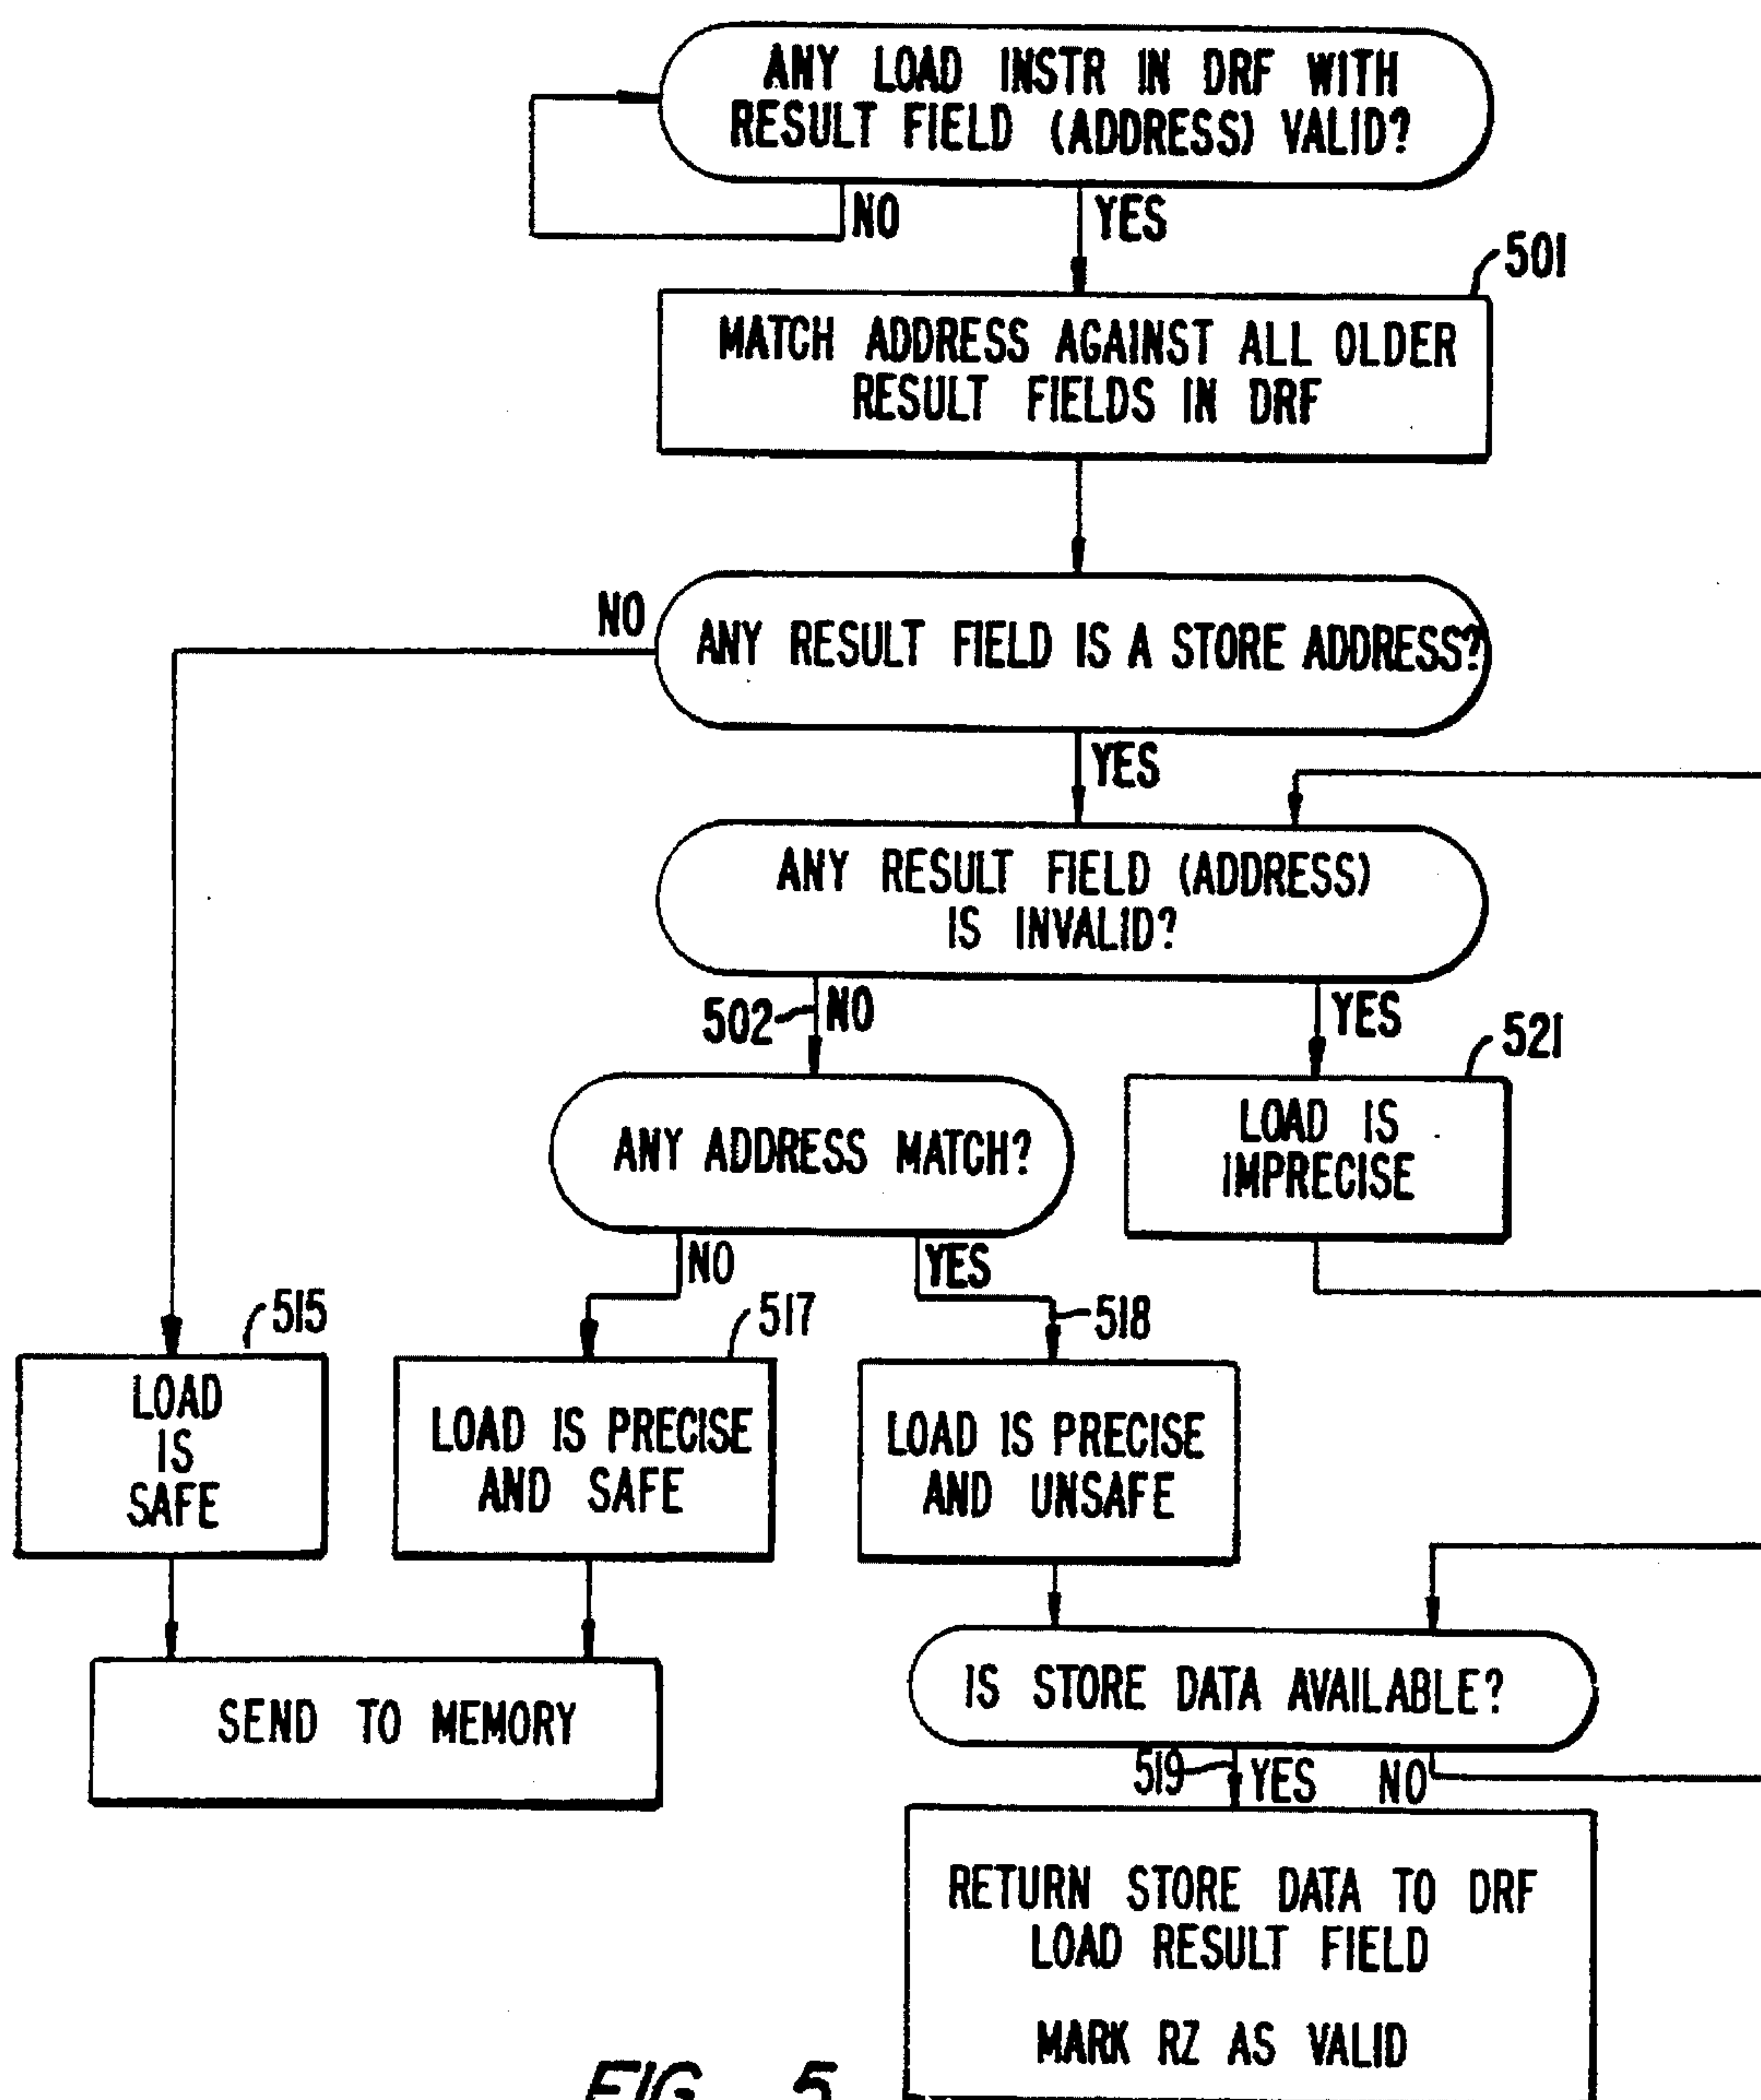 ANY LOAD INSTR IN DRF WITH
RESULT FIELD (ADDRESS) VALID?
NO
YES
501
MATCH ADDRESS AGAINST ALL OLDER
RESULT FIELDS IN DRF
NO
ANY RESULT FIELD IS A STORE ADDRESS?
YES
ANY RESULT FIELD (ADDRESS)
IS INVALID?
502
NO
YES
521
ANY ADDRESS MATCH?
LOAD IS
IMPRECISE
NO
YES
515
517
518
LOAD
IS
SAFE
LOAD IS PRECISE
AND SAFE
LOAD IS PRECISE
AND UNSAFE
SEND TO MEMORY
IS STORE DATA AVAILABLE?
519
YES
NO
RETURN STORE DATA TO DRF
LOAD RESULT FIELD
MARK RZ AS VALID
FIG. 5